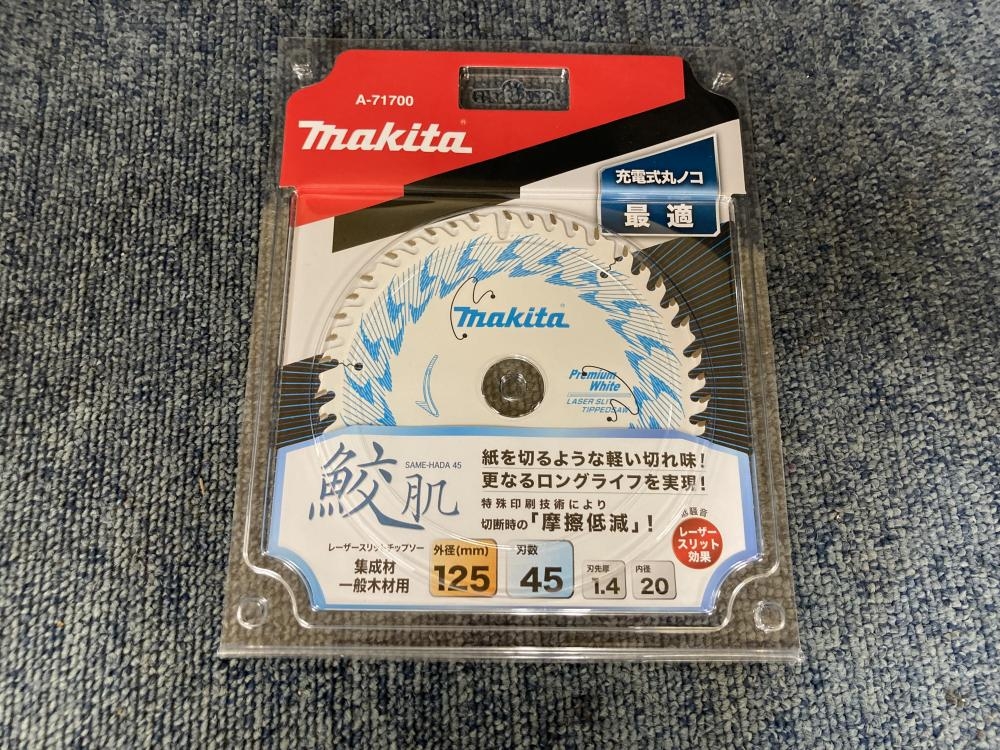 A-71700
makita
充電式丸ノコ
最適
makita
Premium
White
LASER SLI
TIPPEDSAW
鮫肌
SAME-HADA 45
紙を切るような軽い切れ味!
更なるロングライフを実現!
特殊印刷技術により
切断時の「摩擦低減」!
低騒音
レーザー
スリット
効果
レーザースリットチップソー
集成材
一般木材用
外径(mm)
125
刃数
45
刃先厚
1.4
内径
20